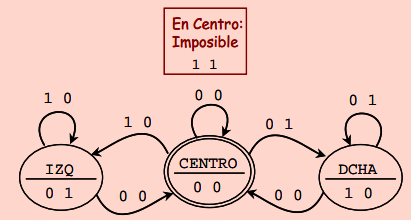 En Centro:
Imposible
1 1
1 0
0 0
0 1
1 0
0 1
IZQ
0 1
CENTRO
0 0
DCHA
1 0
0 0
0 0